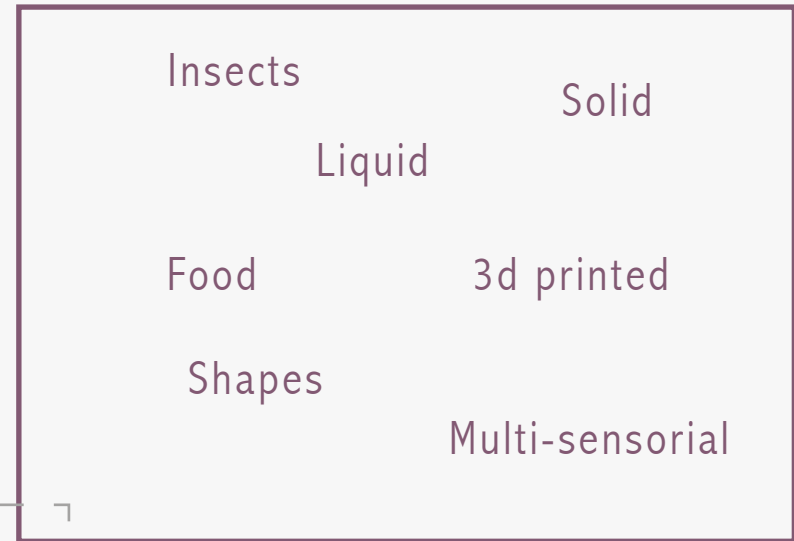 Insects
Solid
Liquid
Food
3d printed
Shapes
Multi-sensorial